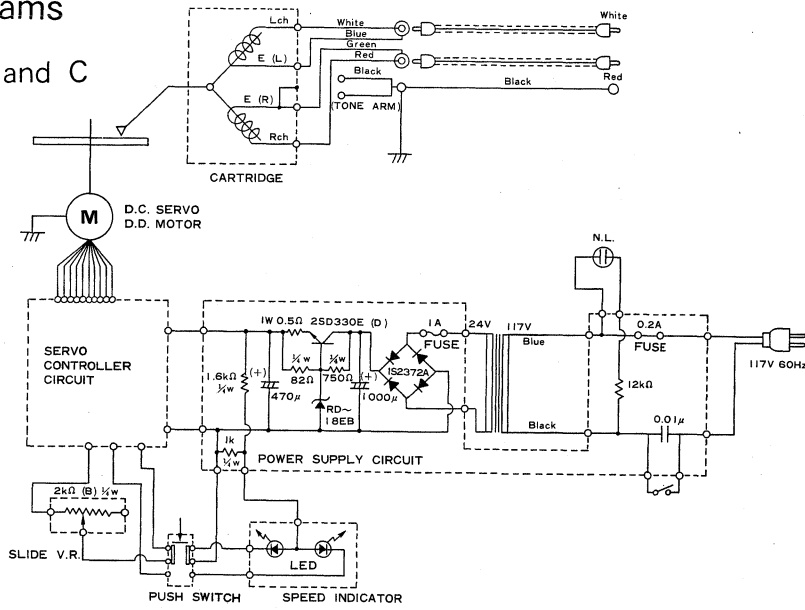 ams
and C
Lch
E (L)
E (R)
Rch
CARTRIDGE
White
Blue
Green
Red
Black
(TONE ARM)
Black
White
Red
M
D.C. SERVO
D.D. MOTOR
SERVO
CONTROLLER
CIRCUIT
1W 0.5Ω 2SD330E (D)
1.6kΩ
¼W
(+)
470μ
¼W
82Ω
¼W
750Ω
(+)
1000μ
RD~
18EB
1S2372A
1A
FUSE
24V
117V
Blue
Black
N.L.
0.2A
FUSE
12kΩ
0.01μ
117V 60Hz
1k
¼W
POWER SUPPLY CIRCUIT
2kΩ (B) ¼W
SLIDE V.R.
PUSH SWITCH
LED
SPEED INDICATOR